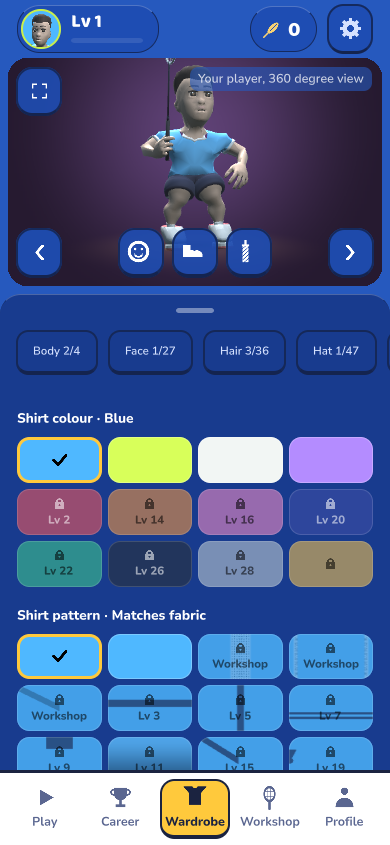 Lv 1
0
Your player, 360 degree view
Body 2/4
Face 1/27
Hair 3/36
Hat 1/47
Shirt colour · Blue
Lv 2
Lv 14
Lv 16
Lv 20
Lv 22
Lv 26
Lv 28
Shirt pattern · Matches fabric
Workshop
Workshop
Workshop
Lv 3
Lv 5
Lv 7
Lv 9
Lv 11
Lv 15
Lv 19
Play
Career
Wardrobe
Workshop
Profile